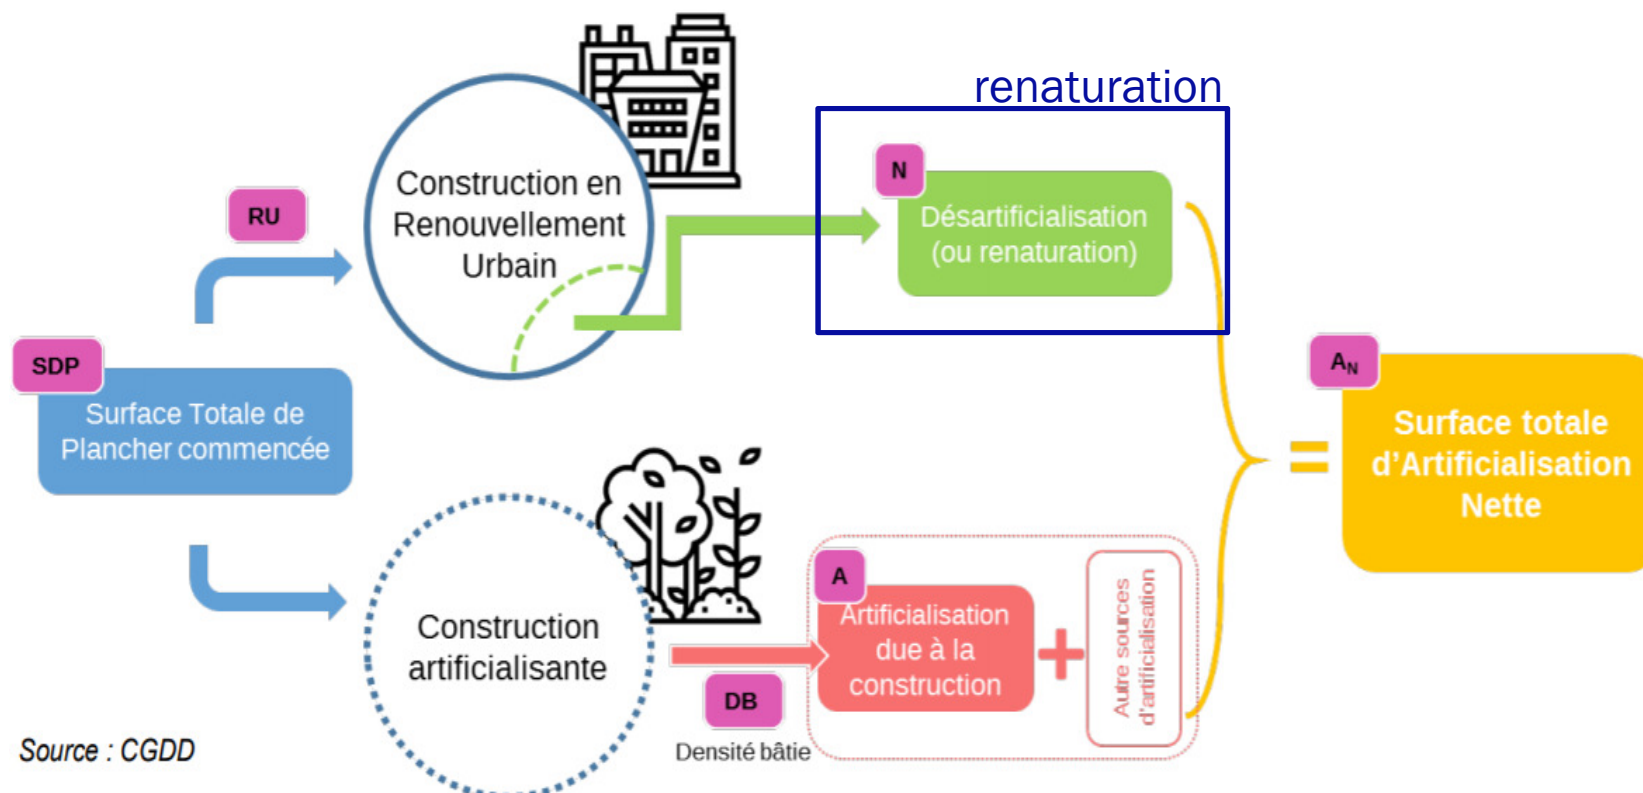 renaturation
N
Désartificialisation
(ou renaturation)
RU
Construction en
Renouvellement
Urbain
SDP
Surface Totale de
Plancher commencée
A_N
Surface totale
d'Artificialisation
Nette
=
Construction
artificialisante
DB
Densité bâtie
A
Artificialisation
due à la
construction
+
Autre sources
d'artificialisation
Source : CGDD